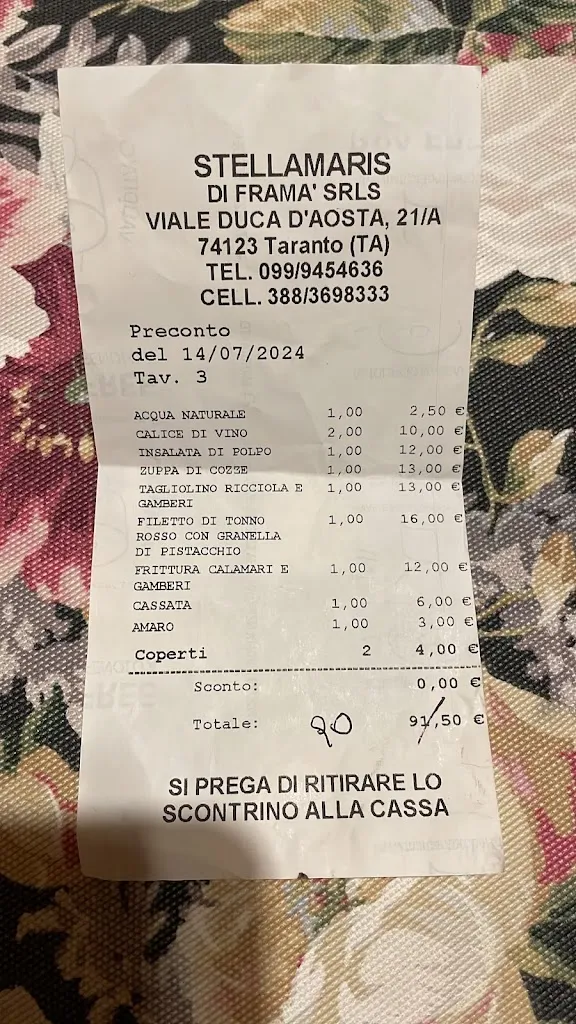 STELLAMARIS
DI FRAMA' SRLS
VIALE DUCA D'AOSTA, 21/A
74123 Taranto (TA)
TEL. 099/9454636
CELL. 388/3698333
Preconto
del 14/07/2024
Tav. 3
ACQUA NATURALE 1,00 2,50 €
CALICE DI VINO 2,00 10,00 €
INSALATA DI POLPO 1,00 12,00 €
ZUPPA DI COZZE 1,00 13,00 €
TAGLIOLINO RICCIOLA E 1,00 13,00 €
GAMBERI
FILETTO DI TONNO 1,00 16,00 €
ROSSO CON GRANELLA
DI PISTACCHIO
FRITTURA CALAMARI E 1,00 12,00 €
GAMBERI
CASSATA 1,00 6,00 €
AMARO 1,00 3,00 €
Coperti 2 4,00 €
Sconto: 0,00 €
Totale: 90 91,50 €
SI PREGA DI RITIRARE LO
SCONTRINO ALLA CASSA